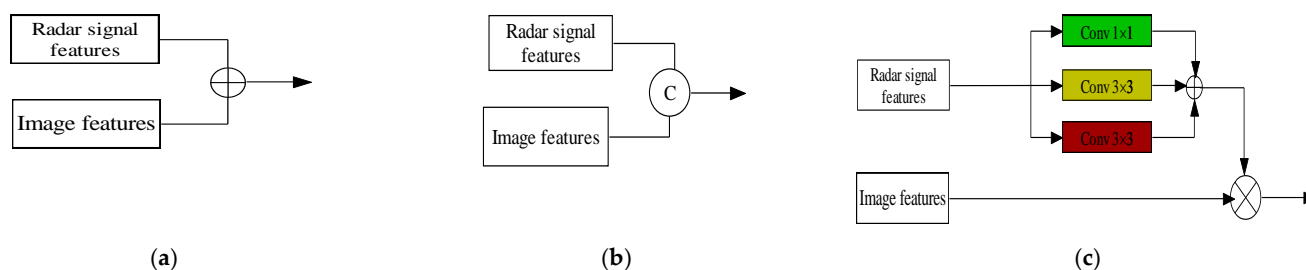 Radar signal
features
Image features
(a)
Radar signal
features
C
Image features
(b)
Radar signal
features
Conv 1×1
Conv 3×3
Conv 3×3
Image features
(c)